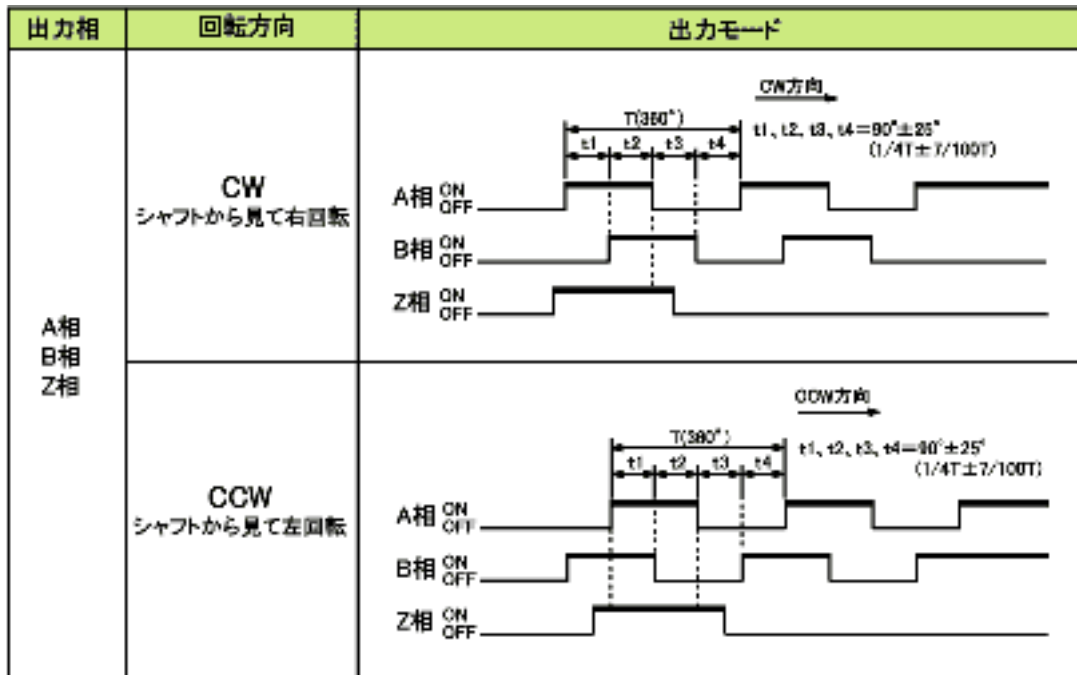 出力相 回転方向 出力モード
A相
B相
Z相
CW
シャフトから見て右回転
CW方向
T(360°)
t1、t2、t3、t4=90°±25°
(1/4T±7/100T)
t1 t2 t3 t4
A相 ON
OFF
B相 ON
OFF
Z相 ON
OFF
CCW
シャフトから見て左回転
CCW方向
T(360°)
t1、t2、t3、t4=90°±25°
(1/4T±7/100T)
t1 t2 t3 t4
A相 ON
OFF
B相 ON
OFF
Z相 ON
OFF